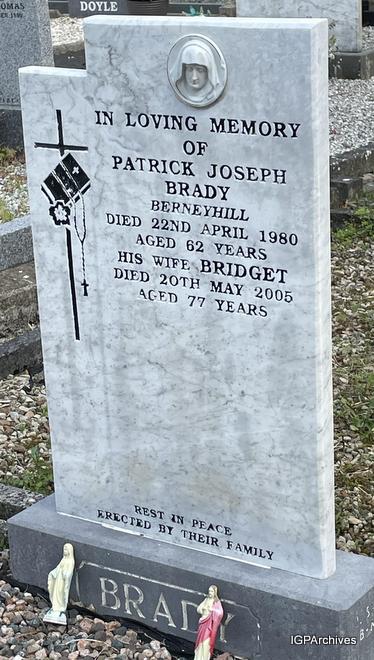 DOYLE
IN LOVING MEMORY
OF
PATRICK JOSEPH
BRADY
BERNEYHILL
DIED 22ND APRIL 1980
AGED 62 YEARS
HIS WIFE BRIDGET
DIED 20TH MAY 2005
AGED 77 YEARS
REST IN PEACE
ERECTED BY THEIR FAMILY
BRADY
IGPArchives